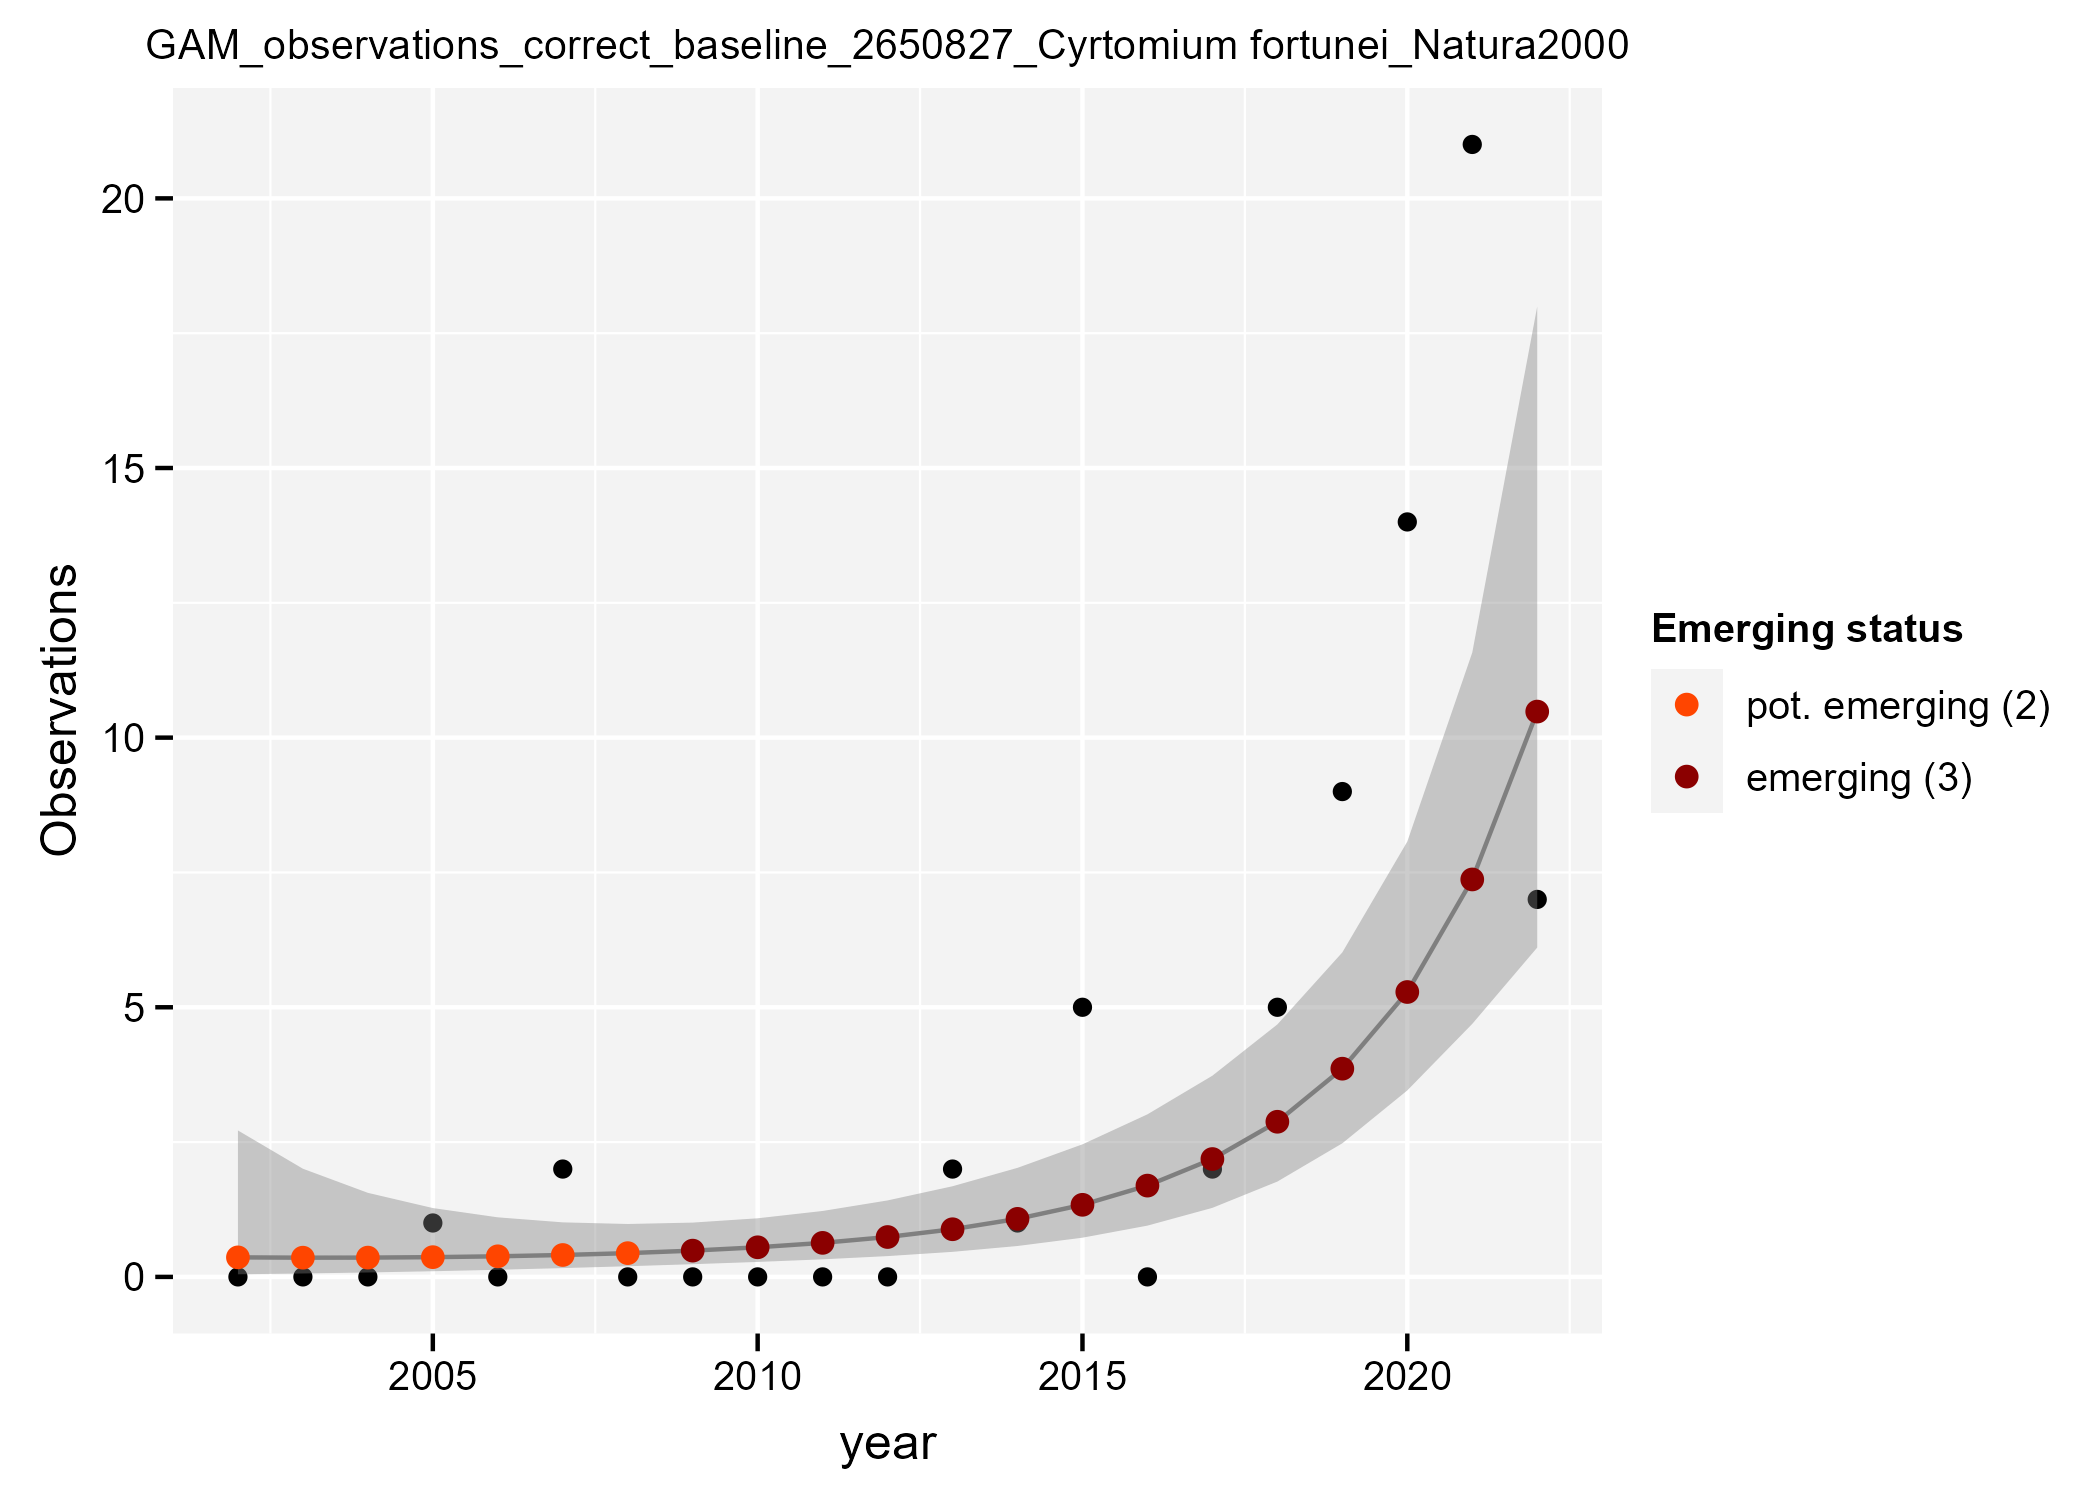 GAM_observations_correct_baseline_2650827_Cyrtomium fortunei_Natura2000
20
15
10
5
0
Observations
2005
2010
2015
2020
year
Emerging status
pot. emerging (2)
emerging (3)